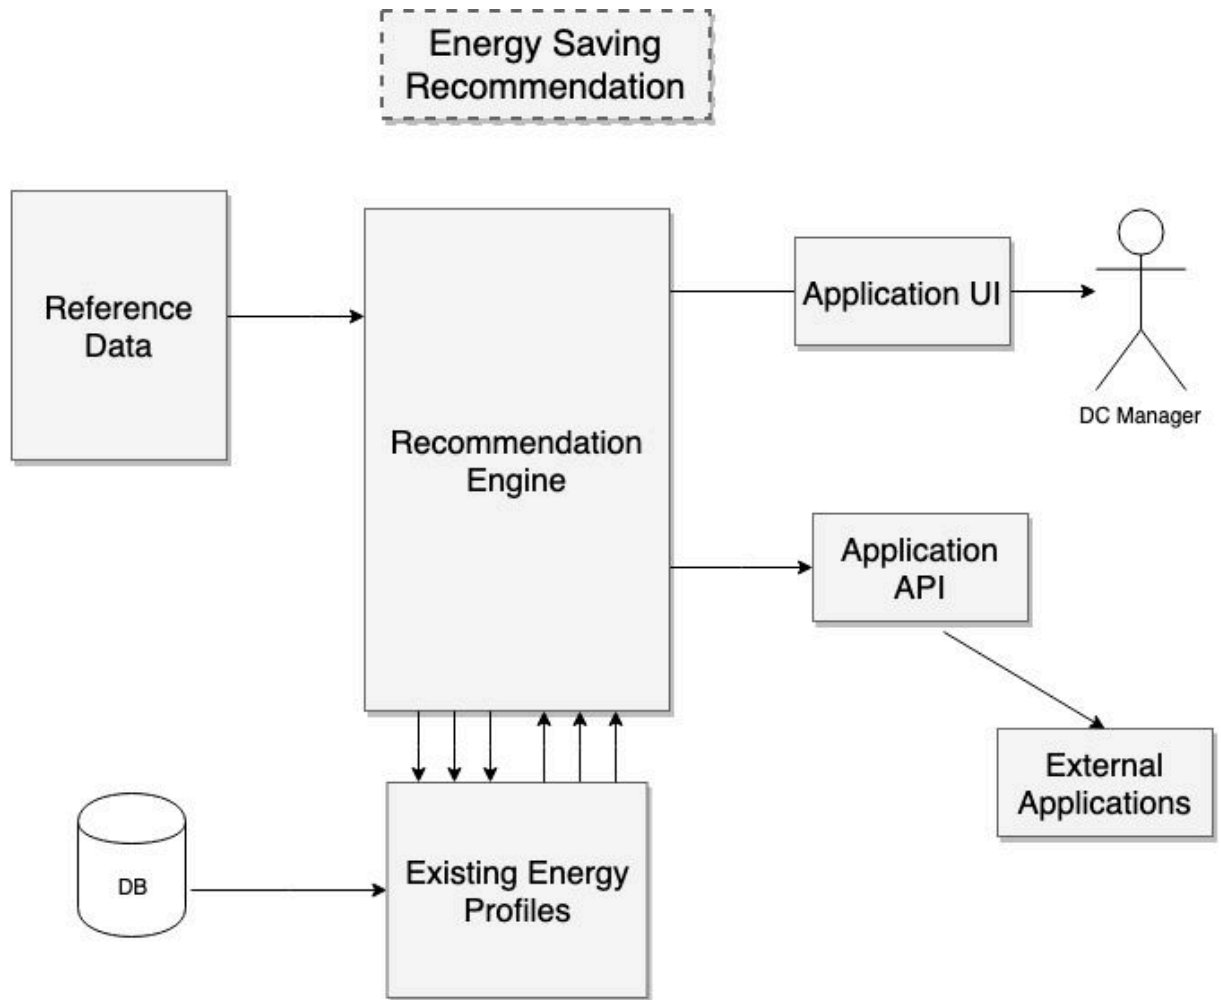 Energy Saving
Recommendation
Reference
Data
Recommendation
Engine
Application UI
DC Manager
Application
API
External
Applications
DB
Existing Energy
Profiles